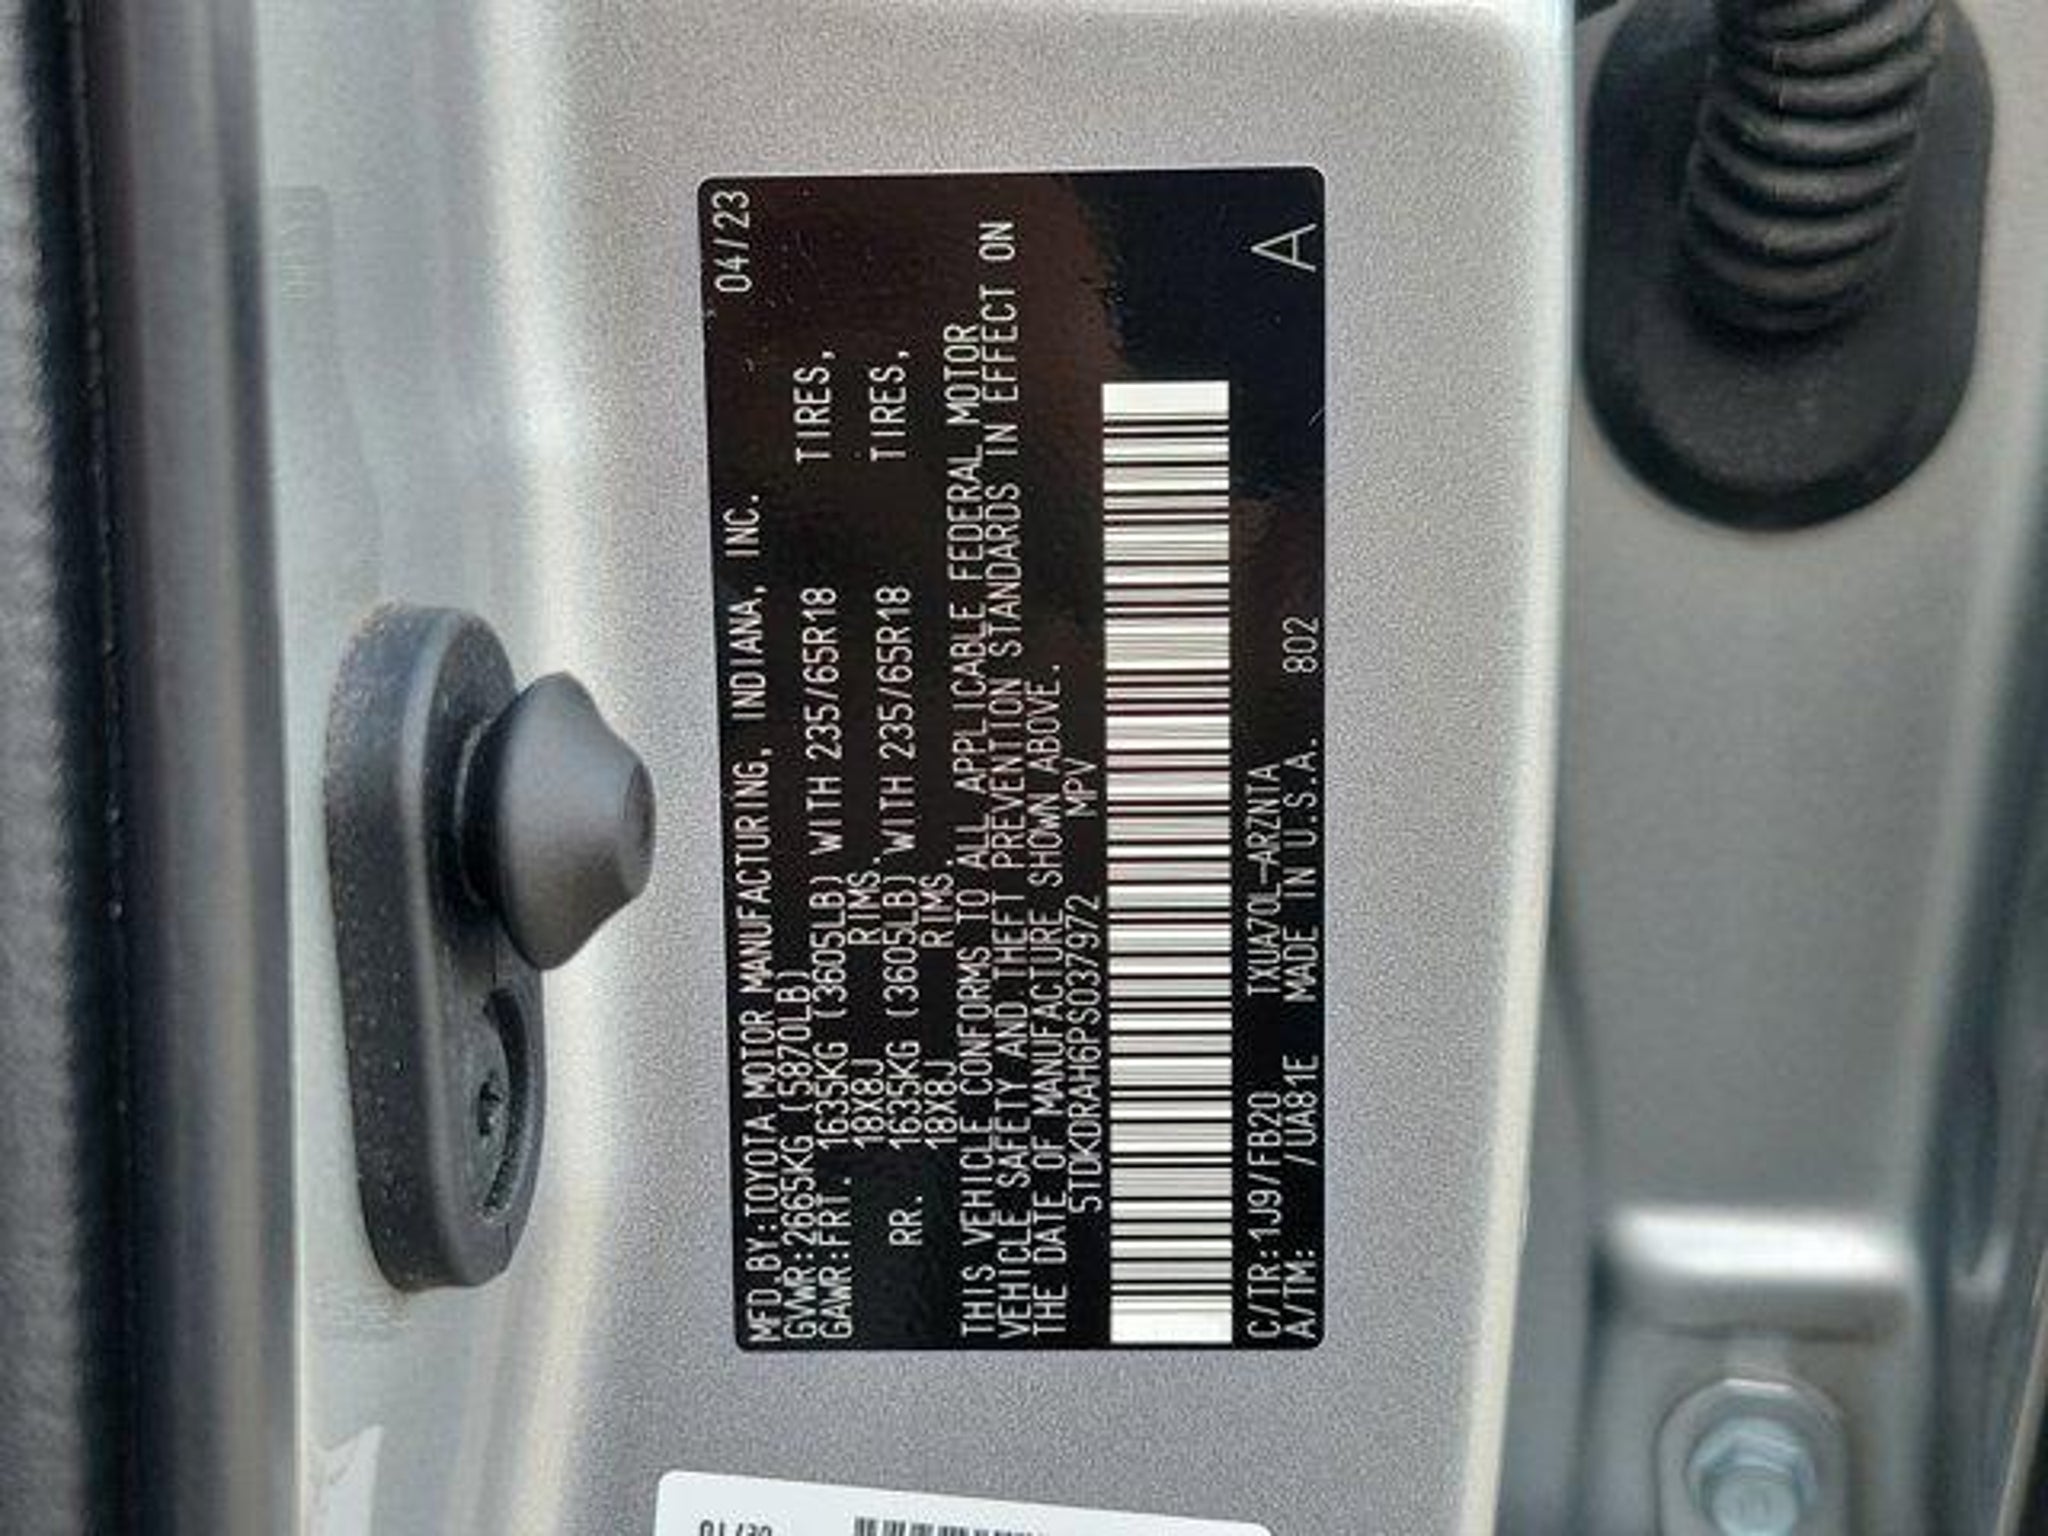 MFD.BY:TOYOTA MOTOR MANUFACTURING, INDIANA, INC. 04/23
GVWR:2665KG (5870LB)
GAWR:FRT. 1635KG (3605LB) WITH 235/65R18 TIRES,
18X8J RIMS.
RR. 1635KG (3605LB) WITH 235/65R18 TIRES,
18X8J RIMS.
THIS VEHICLE CONFORMS TO ALL APPLICABLE FEDERAL MOTOR
VEHICLE SAFETY AND THEFT PREVENTION STANDARDS IN EFFECT ON
THE DATE OF MANUFACTURE SHOWN ABOVE.
5TDKDRAH6PS037972 MPV
C/TR:1J9/FB20 TXUA70L-ARZNTA
A/TM: /UA81E MADE IN U.S.A. 802 A